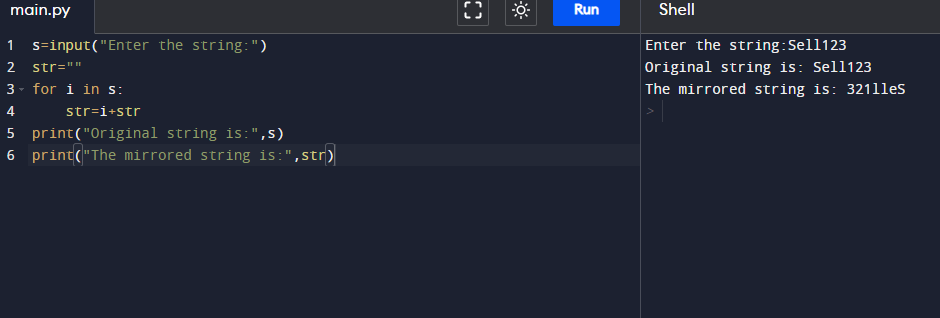 main.py
Run
Shell
1 s=input("Enter the string:")
2 str=""
3 for i in s:
4     str=i+str
5 print("Original string is:",s)
6 print("The mirrored string is:",str)
Enter the string:Sell123
Original string is: Sell123
The mirrored string is: 321lleS
>